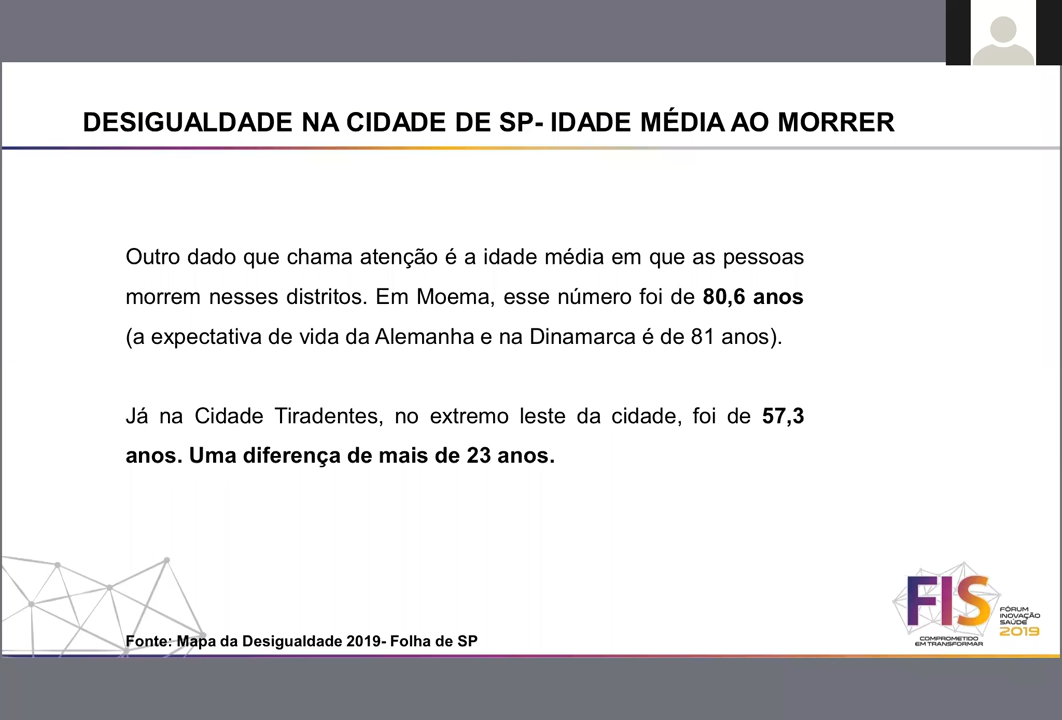 DESIGUALDADE NA CIDADE DE SP- IDADE MÉDIA AO MORRER
Outro dado que chama atenção é a idade média em que as pessoas
morrem nesses distritos. Em Moema, esse número foi de 80,6 anos
(a expectativa de vida da Alemanha e na Dinamarca é de 81 anos).
Já na Cidade Tiradentes, no extremo leste da cidade, foi de 57,3
anos. Uma diferença de mais de 23 anos.
Fonte: Mapa da Desigualdade 2019- Folha de SP
FIS
FÓRUM
INOVAÇÃO
SAÚDE
2019
COMPROMETIDO
EM TRANSFORMAR